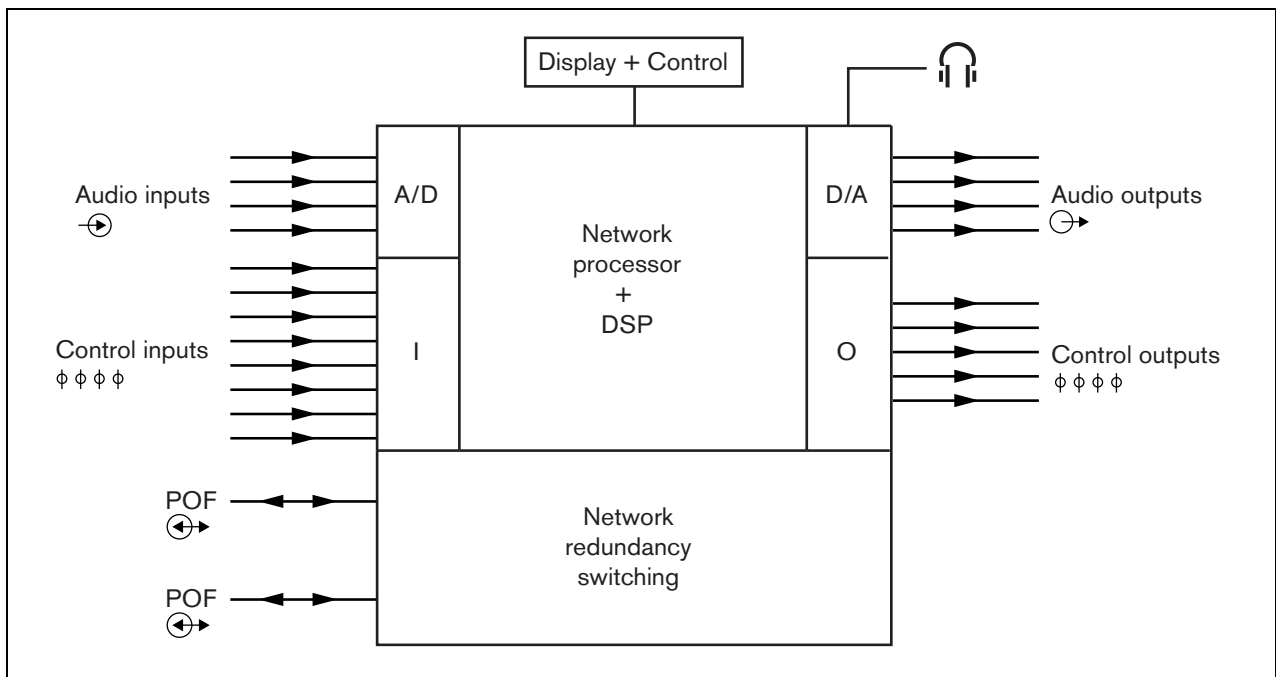 Display + Control
Audio inputs
A/D
D/A
Audio outputs
Network
processor
+
DSP
Control inputs
I
O
Control outputs
POF
POF
Network
redundancy
switching